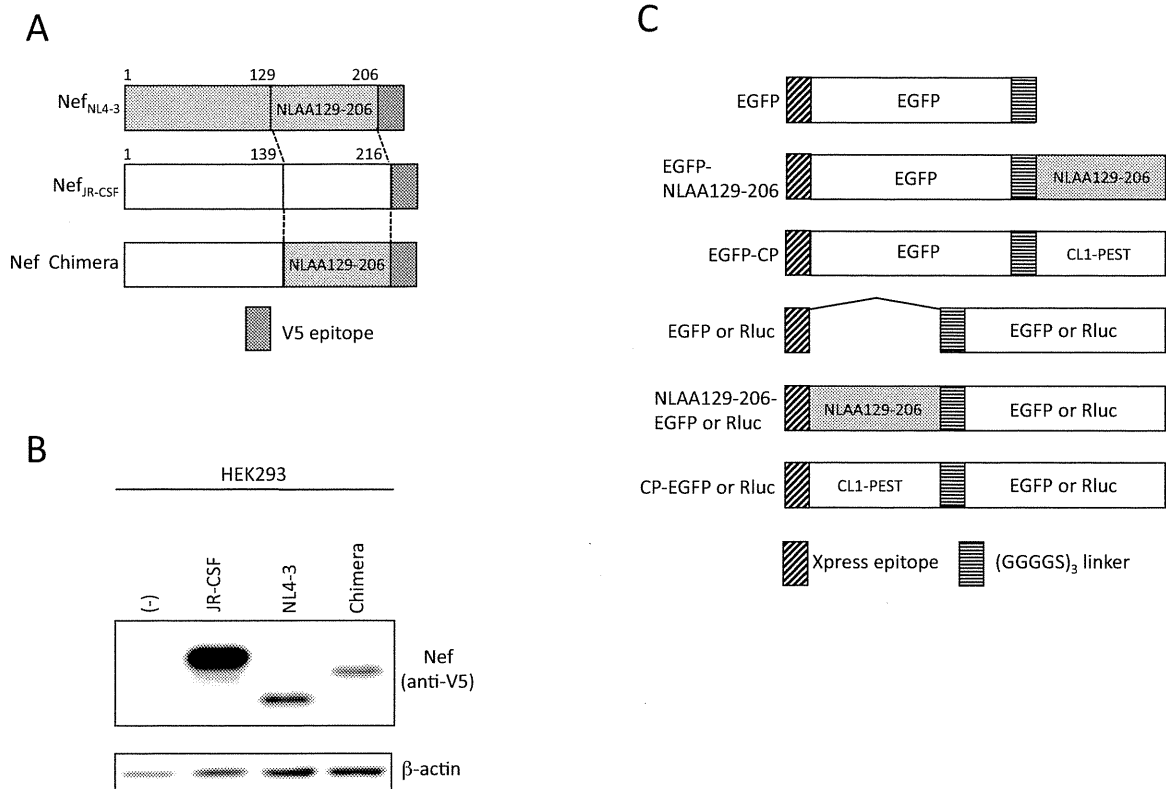 A
1 129 206
Nef NL4-3
NLAA129-206
1 139 216
Nef JR-CSF
Nef Chimera
NLAA129-206
V5 epitope
B
HEK293
(-)
JR-CSF
NL4-3
Chimera
Nef
(anti-V5)
β-actin
C
EGFP
EGFP
EGFP-
NLAA129-206
EGFP
NLAA129-206
EGFP-CP
EGFP
CL1-PEST
EGFP or Rluc
EGFP or Rluc
NLAA129-206-
EGFP or Rluc
NLAA129-206
EGFP or Rluc
CP-EGFP or Rluc
CL1-PEST
EGFP or Rluc
Xpress epitope
(GGGGS)3 linker